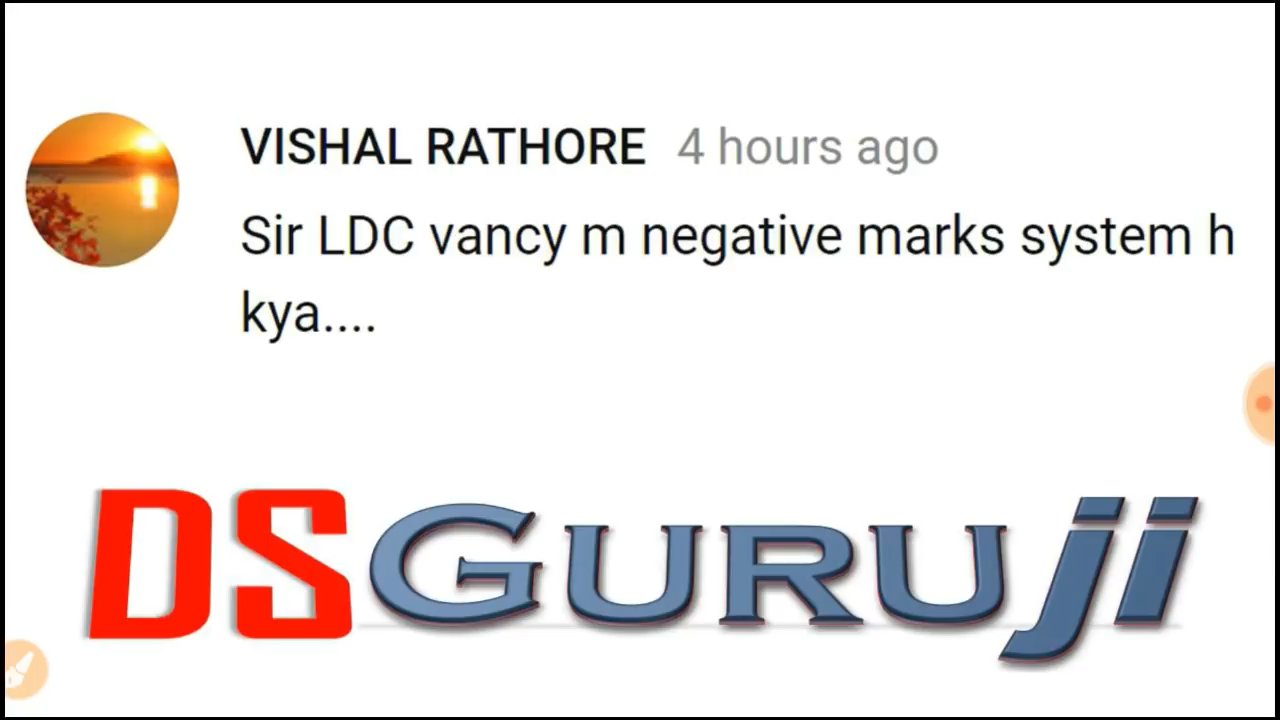 VISHAL RATHORE 4 hours ago
Sir LDC vancy m negative marks system h
kya....
DSGURUji